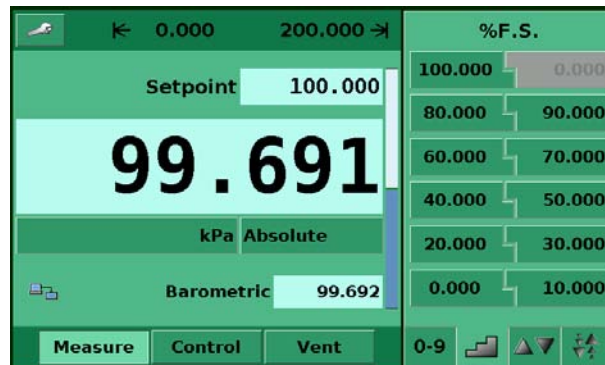 0.000 200.000
Setpoint 100.000
99.691
kPa Absolute
Barometric 99.692
Measure Control Vent
%F.S.
100.000 0.000
80.000 90.000
60.000 70.000
40.000 50.000
20.000 30.000
0.000 10.000
0-9